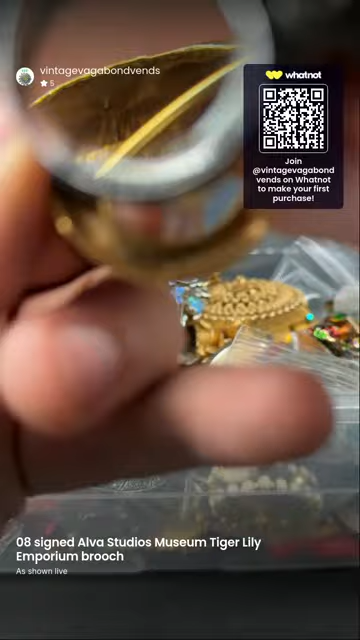 vintagevagabondvends
★ 5
whatnot
Join
@vintagevagabond
vends on Whatnot
to make your first
purchase!
08 signed Alva Studios Museum Tiger Lily
Emporium brooch
As shown live